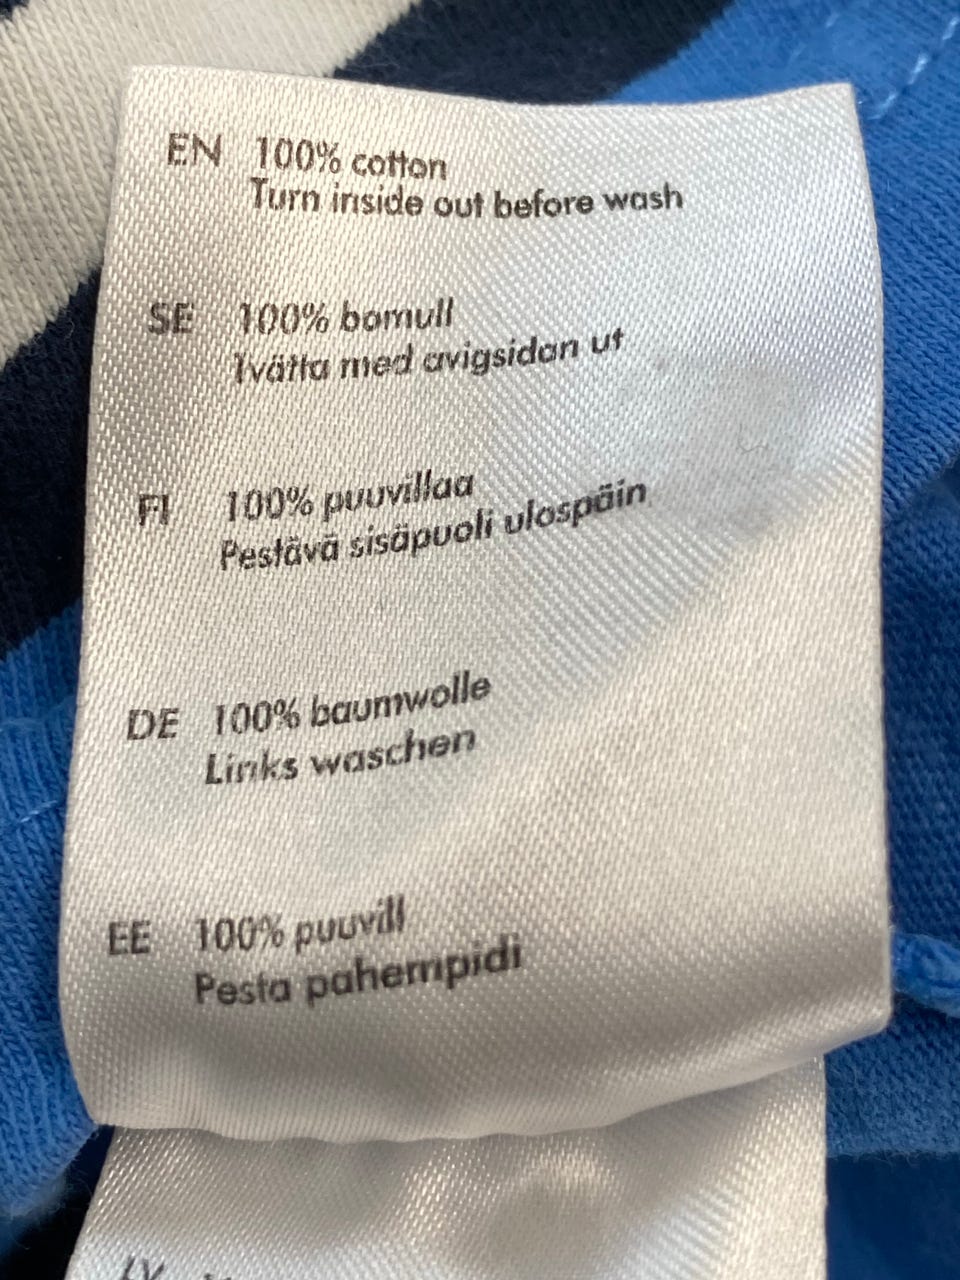 EN 100% cotton
Turn inside out before wash
SE 100% bomull
Tvätta med avigsidan ut
FI 100% puuvillaa
Pestävä sisäpuoli ulospäin
DE 100% baumwolle
Links waschen
EE 100% puuvill
Pesta pahempidi
LV